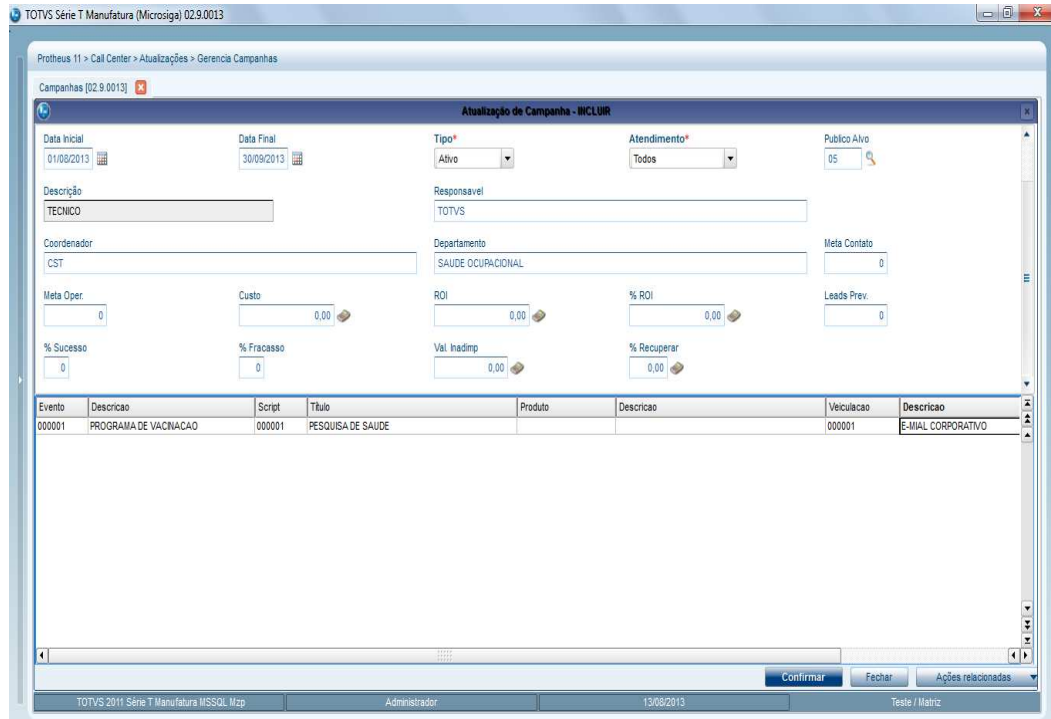 TOTVS Série T Manufatura (Microsiga) 02.9.0013
Protheus 11 > Call Center > Atualizações > Gerencia Campanhas
Campanhas [02.9.0013]
Atualização de Campanha - INCLUIR
Data Inicial Data Final Tipo* Atendimento* Publico Alvo
01/08/2013 30/09/2013 Ativo Todos 05
Descrição Responsavel
TECNICO TOTVS
Coordenador Departamento Meta Contato
CST SAUDE OCUPACIONAL 0
Meta Oper. Custo ROI % ROI Leads Prev.
0 0,00 0,00 0,00 0
% Sucesso % Fracasso Val. Inadimp % Recuperar
0 0 0,00 0,00
Evento Descricao Script Título Produto Descricao Veiculacao Descricao
000001 PROGRAMA DE VACINACAO 000001 PESQUISA DE SAUDE 000001 E-MIAL CORPORATIVO
Confirmar Fechar Ações relacionadas
TOTVS 2011 Série T Manufatura MSSQL Mzp Administrador 13/08/2013 Teste / Matriz